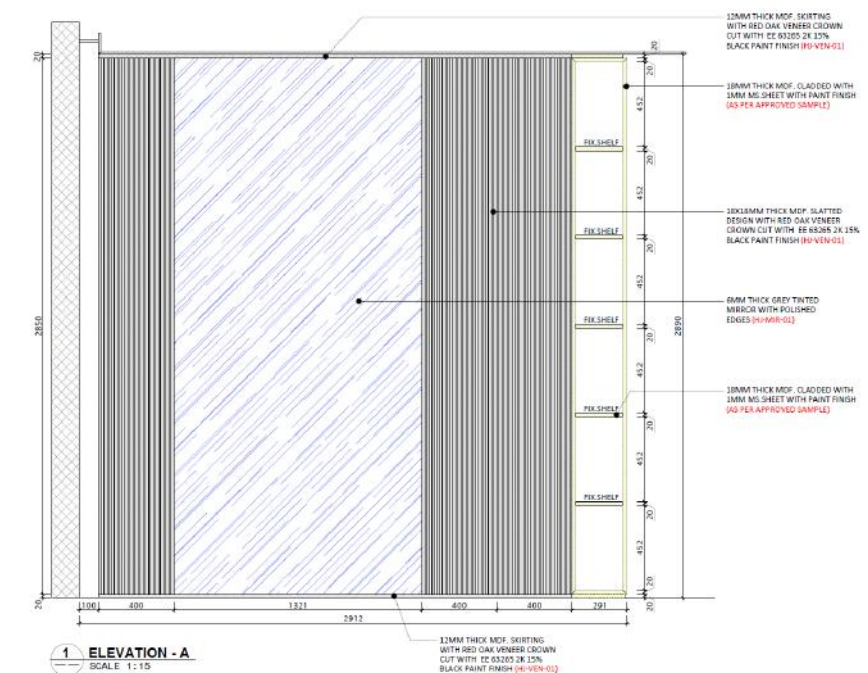 12MM THICK MDF. SKIRTING
WITH RED OAK VENEER CROWN
CUT WITH EE 63265 2K 15%
BLACK PAINT FINISH (HJ-VEN-01)
18MM THICK MDF. CLADDED WITH
1MM MS.SHEET WITH PAINT FINISH
(AS PER APPROVED SAMPLE)
18X18MM THICK MDF. SLATTED
DESIGN WITH RED OAK VENEER
CROWN CUT WITH EE 63265 2K 15%
BLACK PAINT FINISH (HJ-VEN-01)
6MM THICK GREY TINTED
MIRROR WITH POLISHED
EDGES (HJ-MIR-01)
18MM THICK MDF. CLADDED WITH
1MM MS.SHEET WITH PAINT FINISH
(AS PER APPROVED SAMPLE)
FIX.SHELF
FIX.SHELF
FIX.SHELF
FIX.SHELF
FIX.SHELF
20
2850
20
20
20
452
20
452
20
452
20
452
20
452
20
452
20
20
2890
100
400
1321
400
400
291
2912
12MM THICK MDF. SKIRTING
WITH RED OAK VENEER CROWN
CUT WITH EE 63265 2K 15%
BLACK PAINT FINISH (HJ-VEN-01)
1 ELEVATION - A
SCALE 1:15